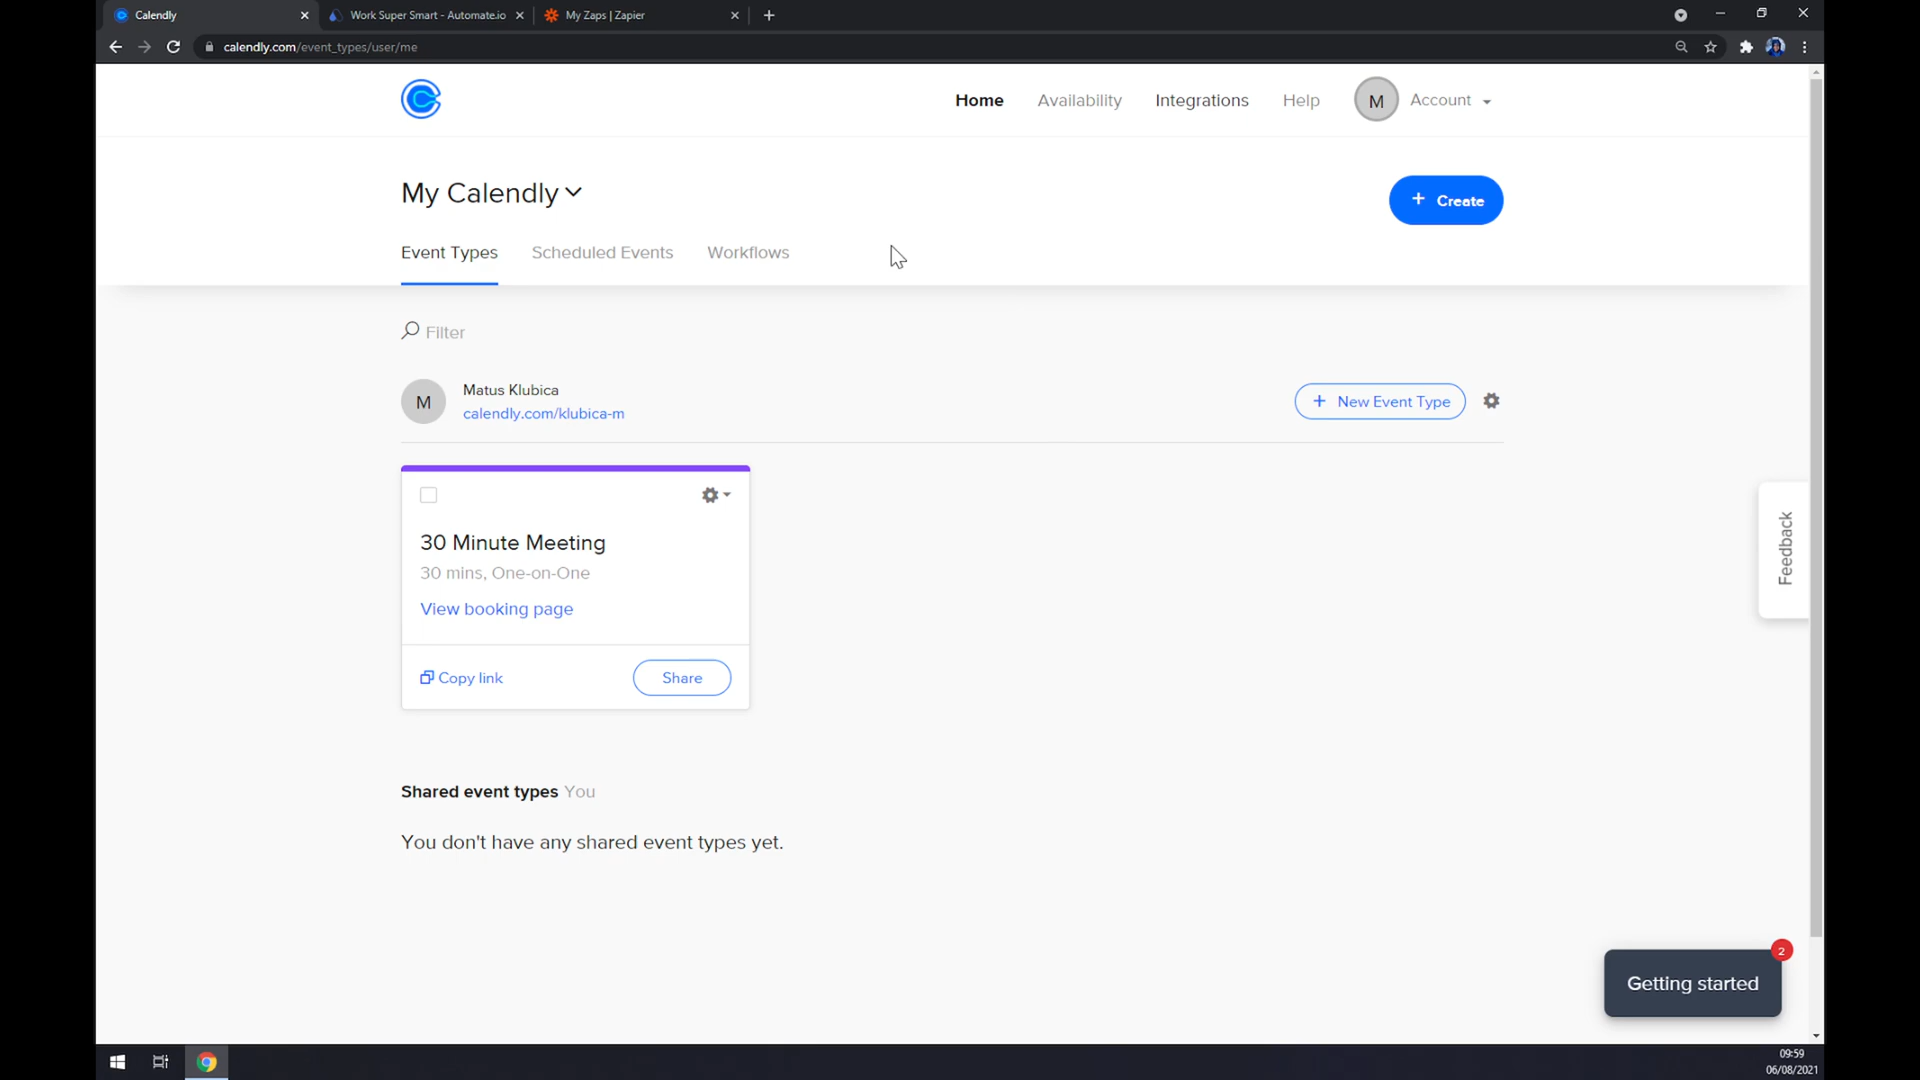 Calendly
Work Super Smart - Automate.io
My Zaps | Zapier
calendly.com/event_types/user/me
Home
Availability
Integrations
Help
M
Account
My Calendly
+ Create
Event Types
Scheduled Events
Workflows
Filter
M
Matus Klubica
calendly.com/klubica-m
+ New Event Type
30 Minute Meeting
30 mins, One-on-One
View booking page
Copy link
Share
Feedback
Shared event types You
You don't have any shared event types yet.
2
Getting started
09:59
06/08/2021